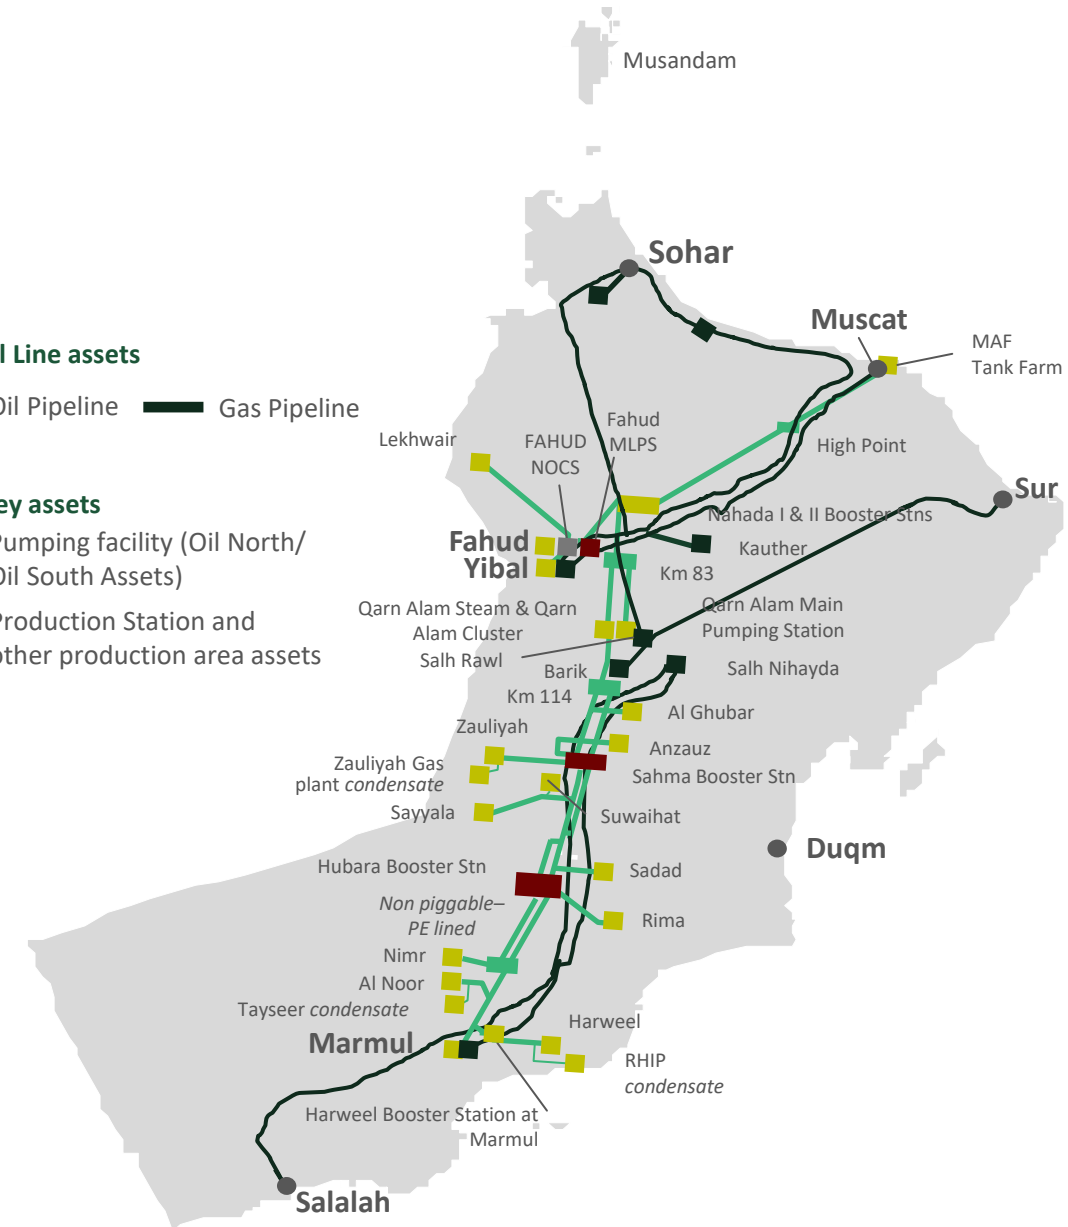 Musandam
Sohar
Muscat
MAF
Tank Farm
l Line assets
Oil Pipeline
Gas Pipeline
Fahud
MLPS
FAHUD
NOCS
Lekhwair
High Point
ey assets
Pumping facility (Oil North/
Oil South Assets)
Production Station and
other production area assets
Sur
Nahada I & II Booster Stns
Fahud
Yibal
Kauther
Km 83
Qarn Alam Steam & Qarn
Alam Cluster
Salh Rawl
Qarn Alam Main
Pumping Station
Barik
Salh Nihayda
Km 114
Al Ghubar
Zauliyah
Anzauz
Zauliyah Gas
plant condensate
Sahma Booster Stn
Sayyala
Suwaihat
Duqm
Hubara Booster Stn
Sadad
Non piggable–
PE lined
Rima
Nimr
Al Noor
Tayseer condensate
Harweel
Marmul
RHIP
condensate
Harweel Booster Station at
Marmul
Salalah